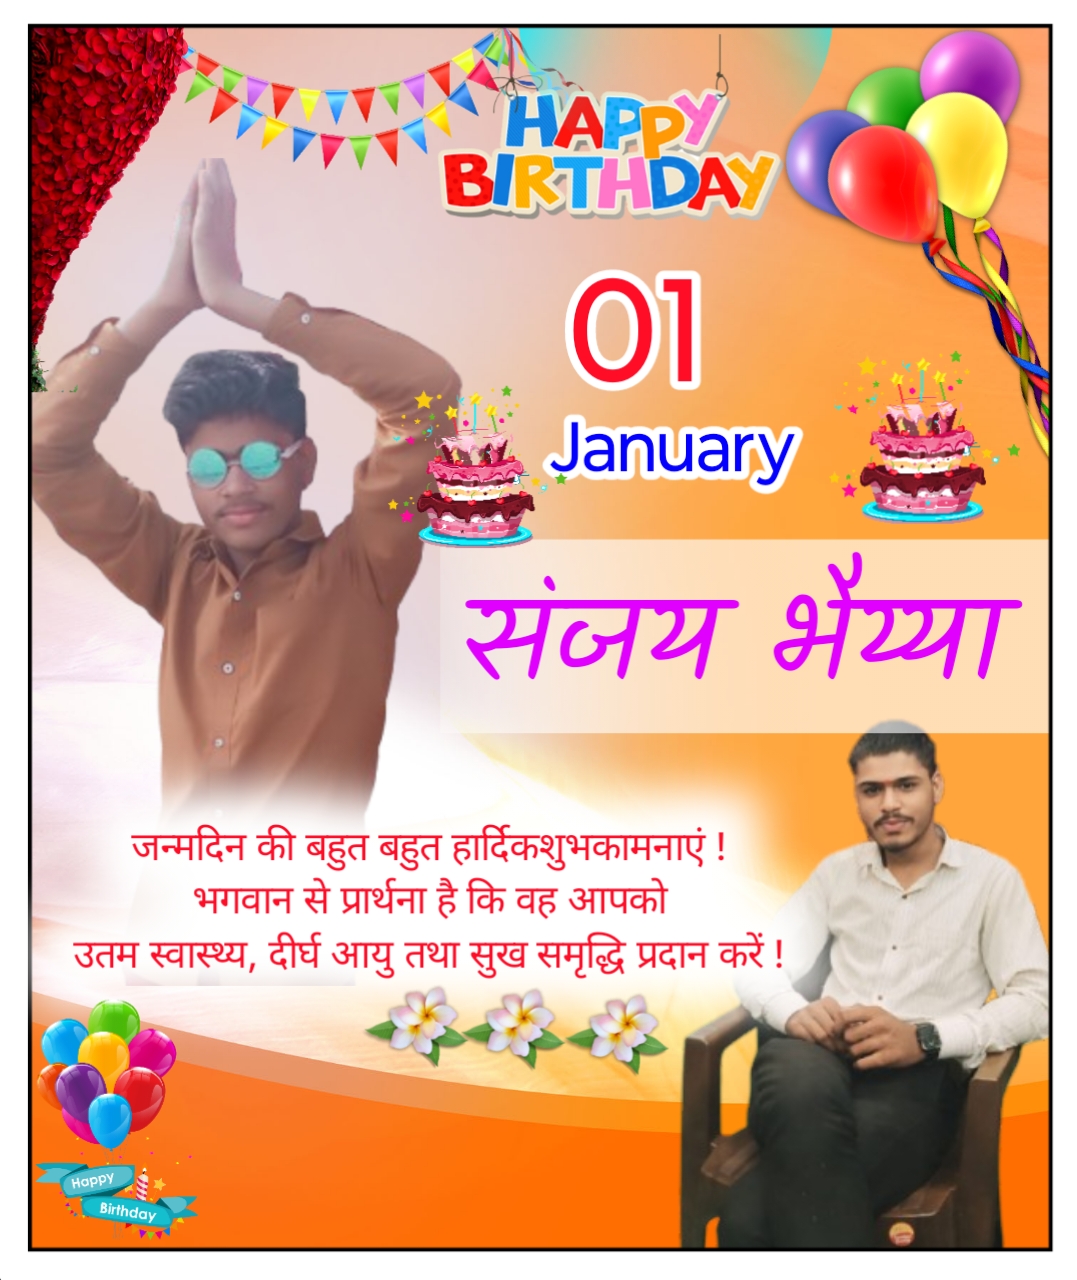 HAPPY
BIRTHDAY
01
January
संजय भैय्या
जन्मदिन की बहुत बहुत हार्दिकशुभकामनाएं !
भगवान से प्रार्थना है कि वह आपको
उतम स्वास्थ्य, दीर्घ आयु तथा सुख समृद्धि प्रदान करें !
Happy
Birthday